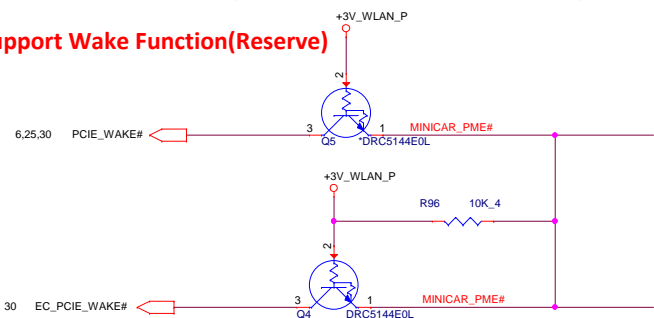 +3V_WLAN_P
upport Wake Function(Reserve)
2
6,25,30 PCIE_WAKE# 3 1 MINICAR_PME#
Q5 *DRC5144E0L
+3V_WLAN_P
R96 10K_4
2
30 EC_PCIE_WAKE# 3 1 MINICAR_PME#
Q4 DRC5144E0L